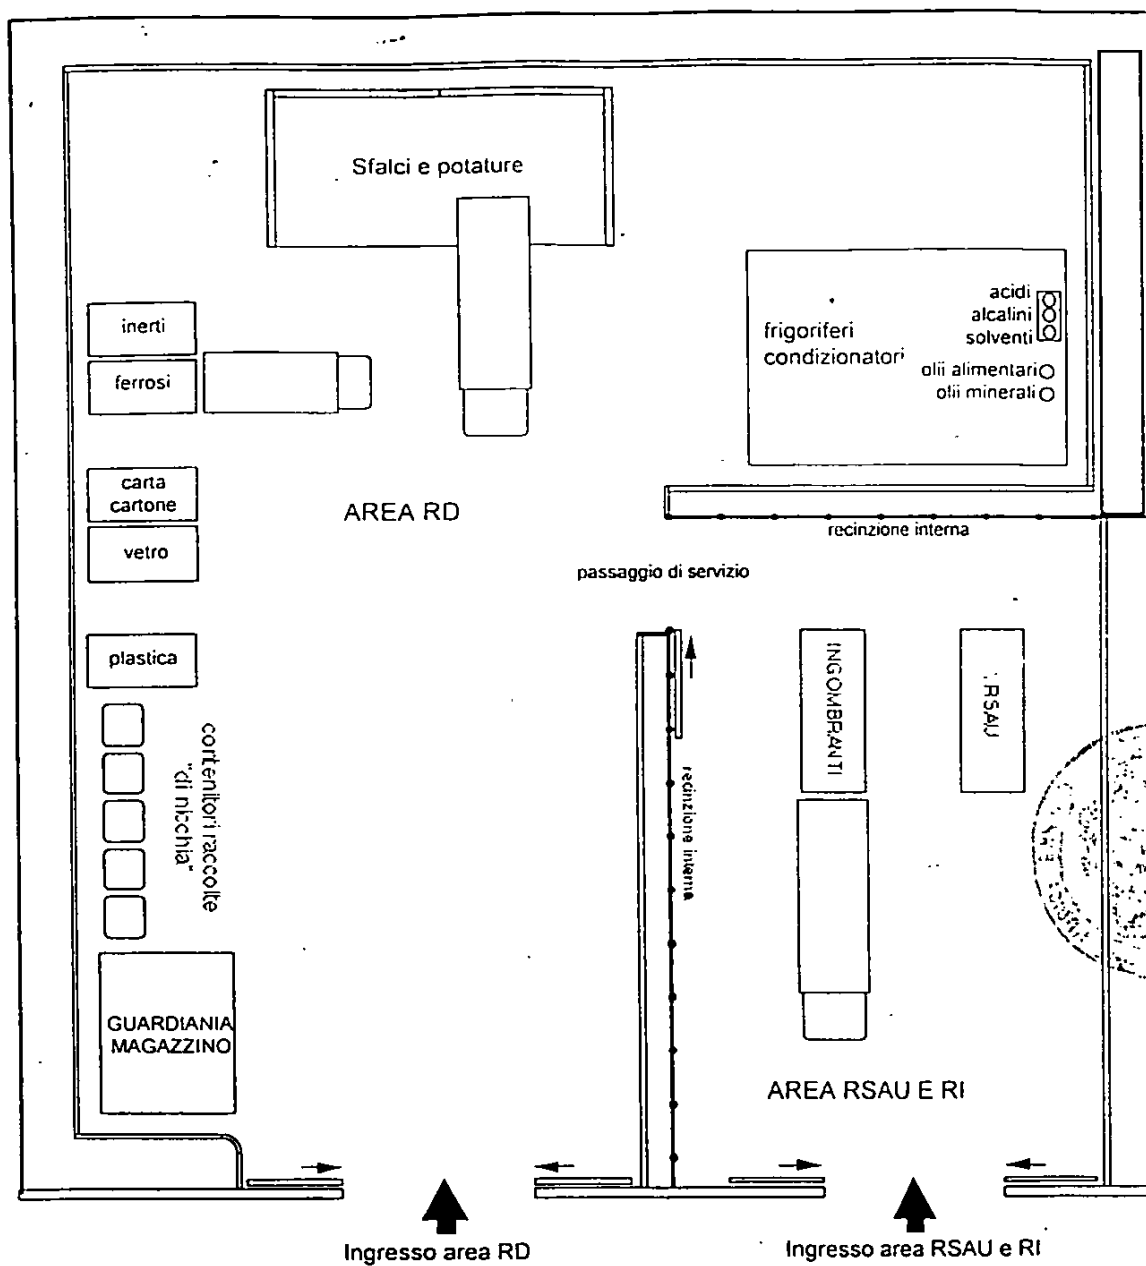 Sfalci e potature
inerti
ferrosi
acidi
alcalini
solventi
frigoriferi
condizionatori
olii alimentari
olii minerali
carta
cartone
vetro
AREA RD
recinzione interna
passaggio di servizio
plastica
INGOMBRANTI
RSAU
contenitori raccolte
"di nicchia"
recinzione interna
GUARDIANIA
MAGAZZINO
AREA RSAU E RI
Ingresso area RD
Ingresso area RSAU e RI